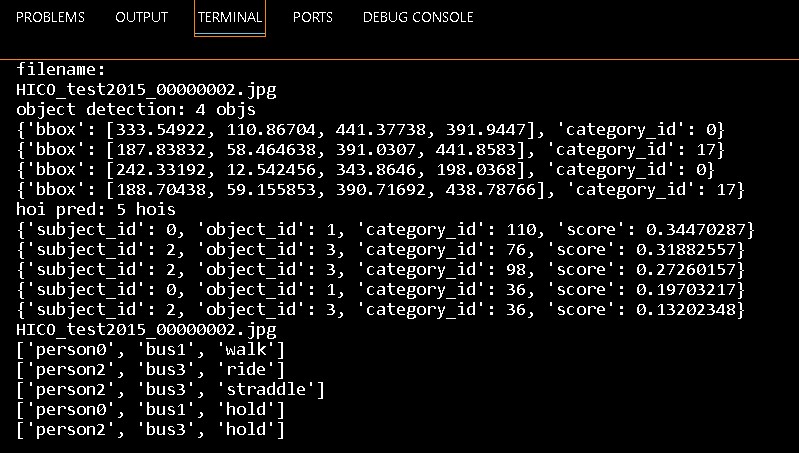 PROBLEMS OUTPUT TERMINAL PORTS DEBUG CONSOLE
filename:
HICO_test2015_00000002.jpg
object detection: 4 objs
{'bbox': [333.54922, 110.86704, 441.37738, 391.9447], 'category_id': 0}
{'bbox': [187.83832, 58.464638, 391.0307, 441.8583], 'category_id': 17}
{'bbox': [242.33192, 12.542456, 343.8646, 198.0368], 'category_id': 0}
{'bbox': [188.70438, 59.155853, 390.71692, 438.78766], 'category_id': 17}
hoi pred: 5 hois
{'subject_id': 0, 'object_id': 1, 'category_id': 110, 'score': 0.34470287}
{'subject_id': 2, 'object_id': 3, 'category_id': 76, 'score': 0.31882557}
{'subject_id': 2, 'object_id': 3, 'category_id': 98, 'score': 0.27260157}
{'subject_id': 0, 'object_id': 1, 'category_id': 36, 'score': 0.19703217}
{'subject_id': 2, 'object_id': 3, 'category_id': 36, 'score': 0.13202348}
HICO_test2015_00000002.jpg
['person0', 'bus1', 'walk']
['person2', 'bus3', 'ride']
['person2', 'bus3', 'straddle']
['person0', 'bus1', 'hold']
['person2', 'bus3', 'hold']